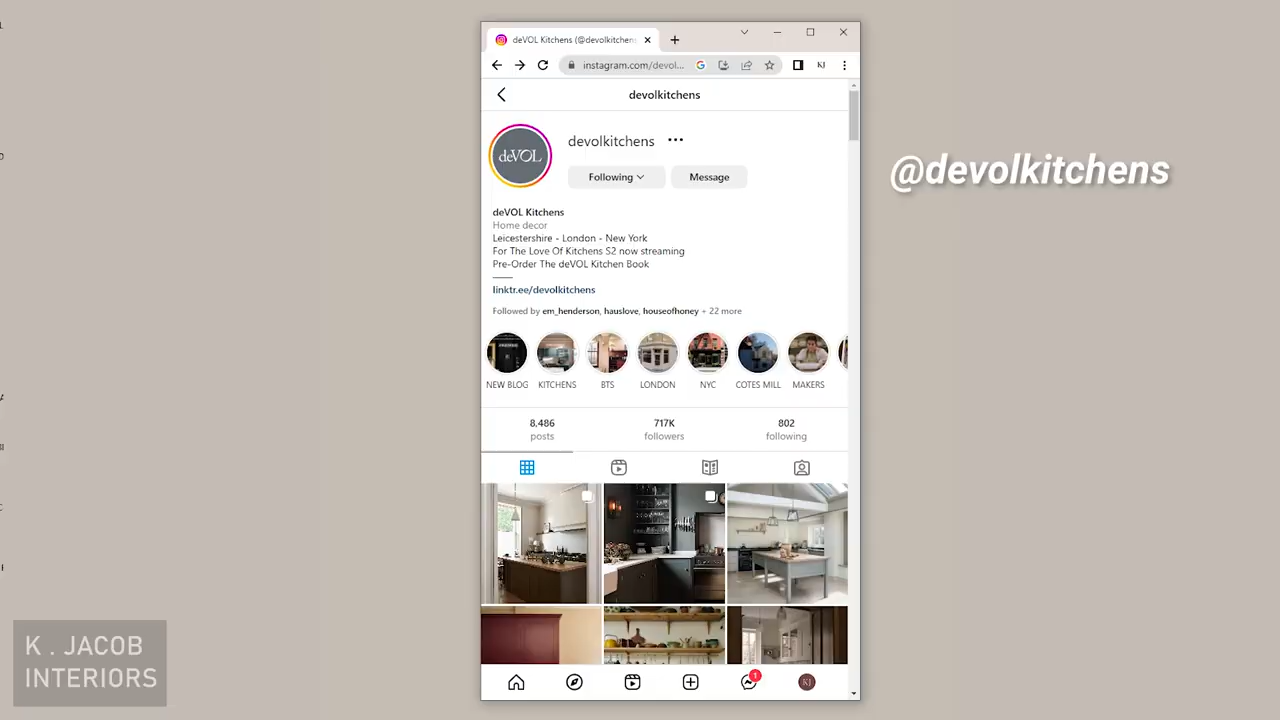 deVOL Kitchens (@devolkitchens
instagram.com/devol...
KJ
devolkitchens
deVOL
devolkitchens
Following
Message
deVOL Kitchens
Home decor
Leicestershire - London - New York
For The Love Of Kitchens S2 now streaming
Pre-Order The deVOL Kitchen Book
linktr.ee/devolkitchens
Followed by em_henderson, hauslove, houseofhoney + 22 more
NEW BLOG
KITCHENS
BTS
LONDON
NYC
COTES MILL
MAKERS
8,486
717K
802
posts
followers
following
1
KJ
@devolkitchens
K . JACOB
INTERIORS